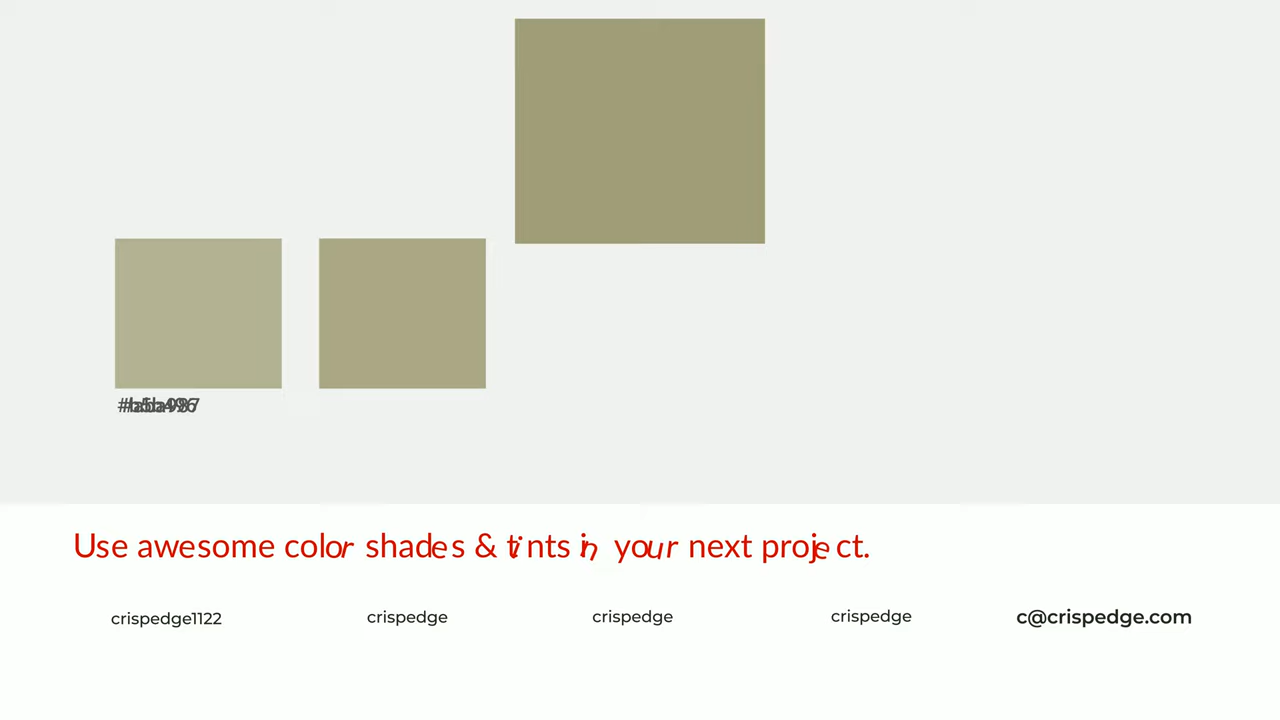 Use awesome color shades & tints in your next project.
crispedge1122 crispedge crispedge crispedge c@crispedge.com